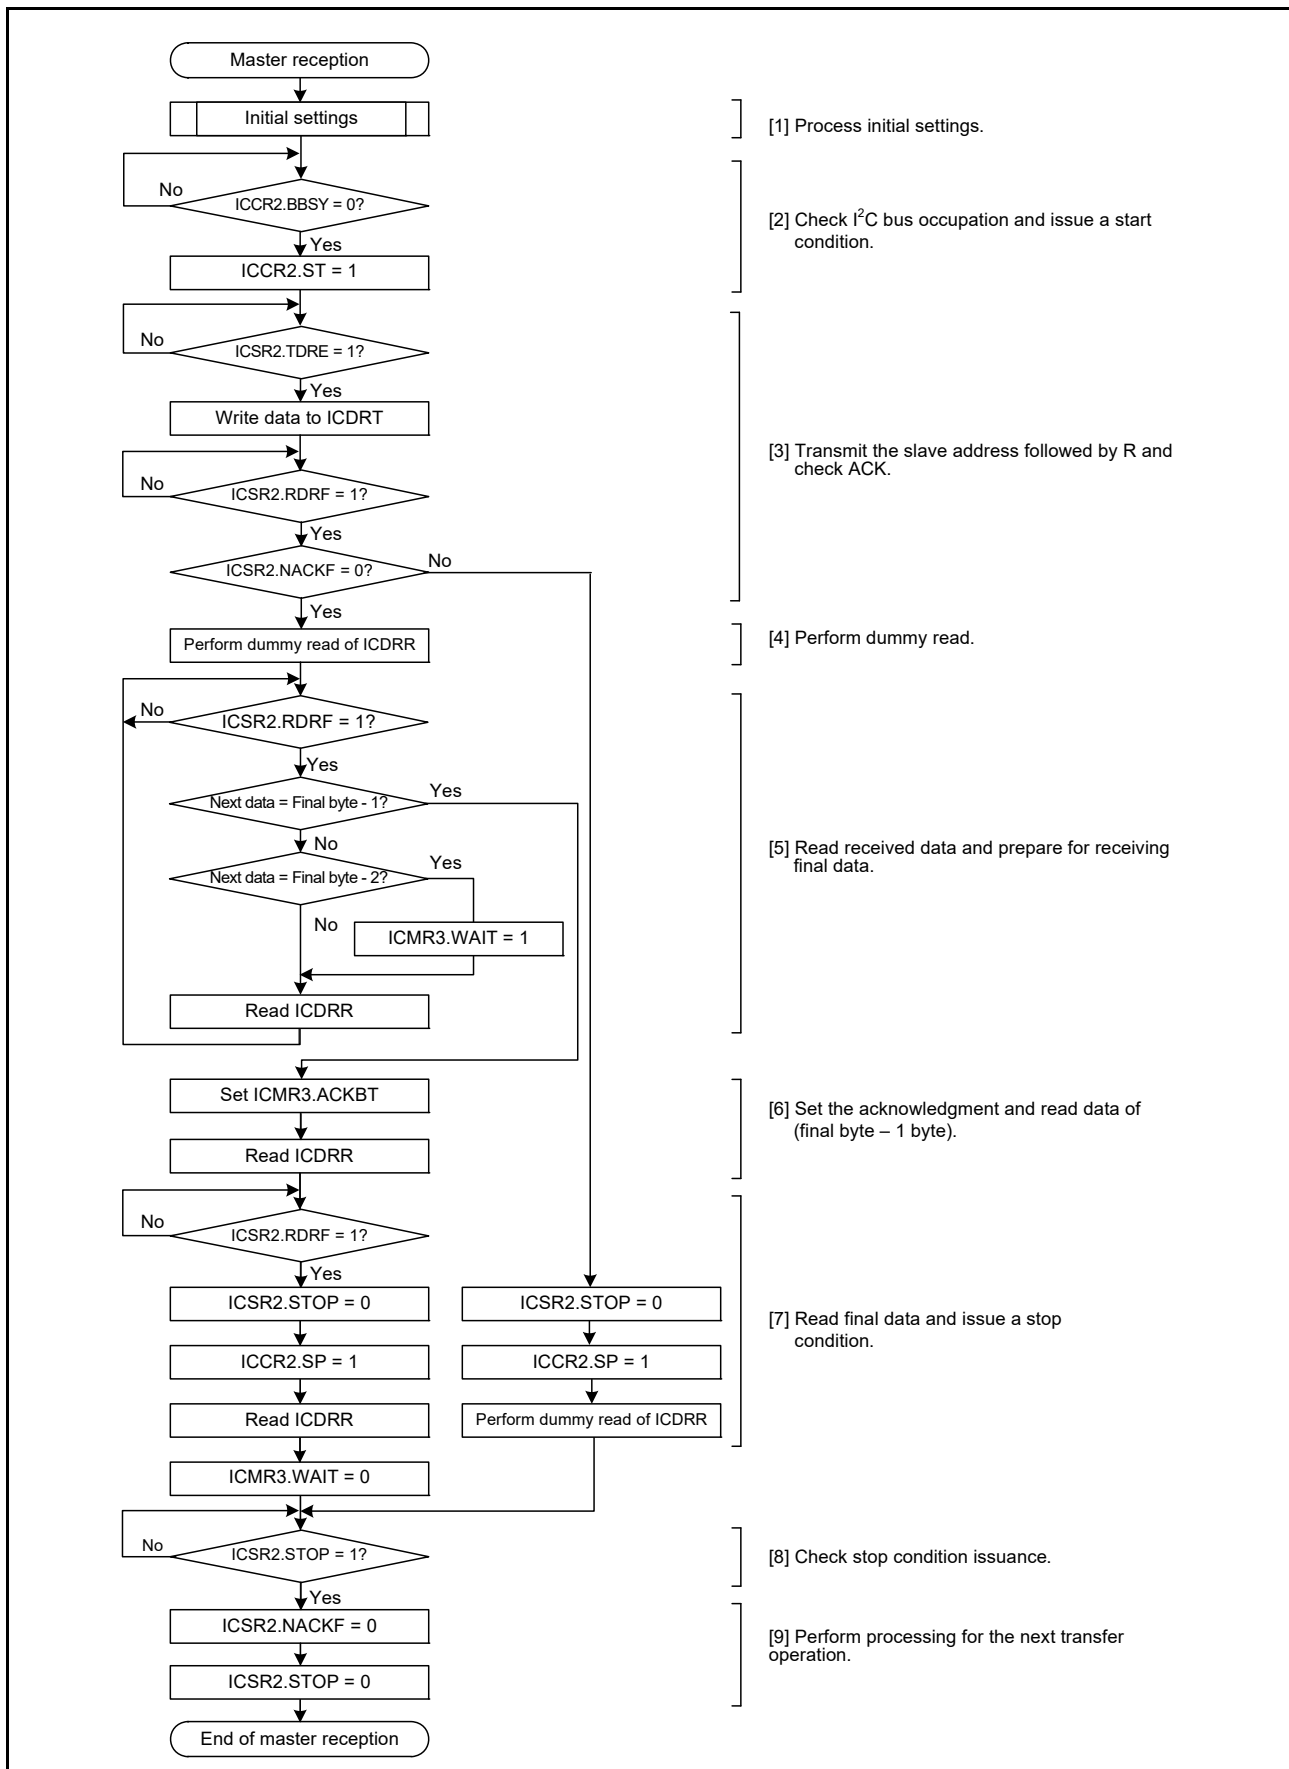 Master reception
Initial settings
[1] Process initial settings.
No
ICCR2.BBSY = 0?
Yes
ICCR2.ST = 1
[2] Check I²C bus occupation and issue a start
condition.
No
ICSR2.TDRE = 1?
Yes
Write data to ICDRT
No
ICSR2.RDRF = 1?
Yes
ICSR2.NACKF = 0?
No
Yes
[3] Transmit the slave address followed by R and
check ACK.
Perform dummy read of ICDRR
[4] Perform dummy read.
No
ICSR2.RDRF = 1?
Yes
Next data = Final byte - 1?
Yes
No
Next data = Final byte - 2?
Yes
No
ICMR3.WAIT = 1
Read ICDRR
[5] Read received data and prepare for receiving
final data.
Set ICMR3.ACKBT
Read ICDRR
[6] Set the acknowledgment and read data of
(final byte – 1 byte).
No
ICSR2.RDRF = 1?
Yes
ICSR2.STOP = 0
ICCR2.SP = 1
Read ICDRR
ICMR3.WAIT = 0
ICSR2.STOP = 0
ICCR2.SP = 1
Perform dummy read of ICDRR
[7] Read final data and issue a stop
condition.
No
ICSR2.STOP = 1?
Yes
[8] Check stop condition issuance.
ICSR2.NACKF = 0
ICSR2.STOP = 0
[9] Perform processing for the next transfer
operation.
End of master reception